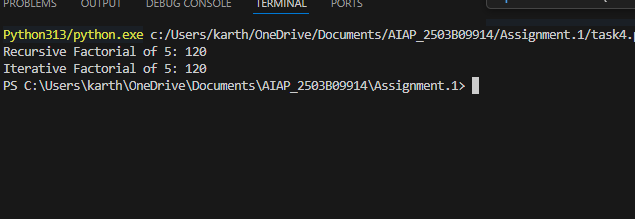 PROBLEMS OUTPUT DEBUG CONSOLE TERMINAL PORTS
Python313/python.exe c:/Users/karth/OneDrive/Documents/AIAP_2503B09914/Assignment.1/task4.p
Recursive Factorial of 5: 120
Iterative Factorial of 5: 120
PS C:\Users\karth\OneDrive\Documents\AIAP_2503B09914\Assignment.1>